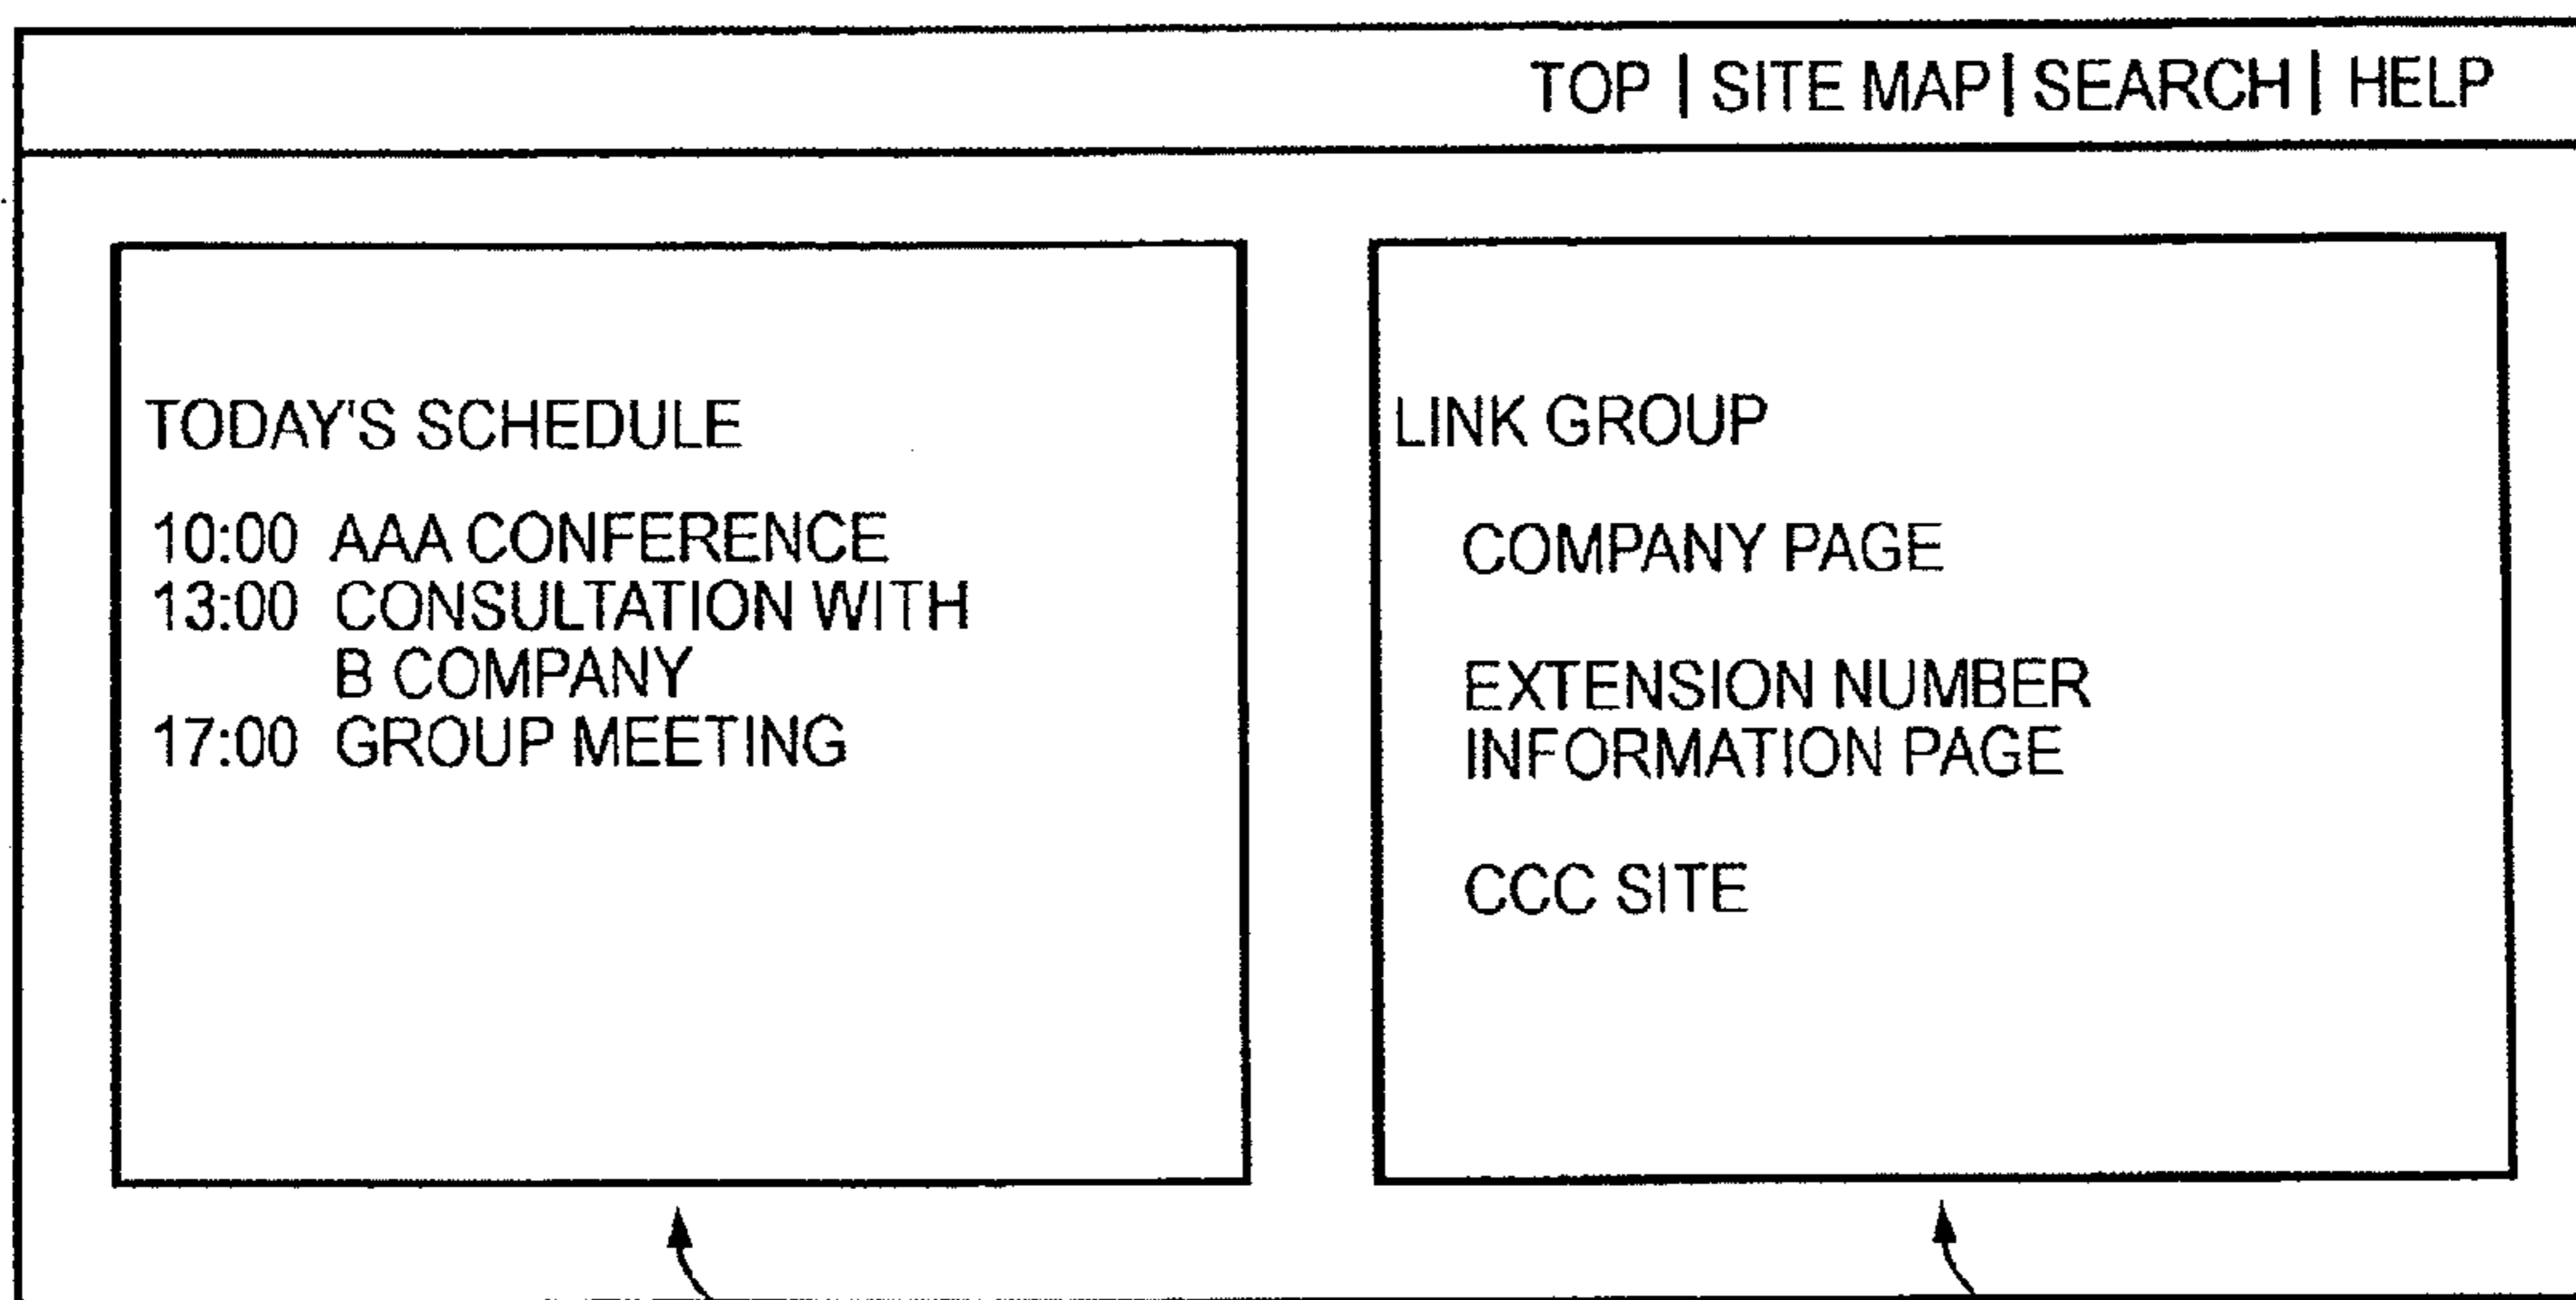 TOP | SITE MAP | SEARCH | HELP
TODAY'S SCHEDULE
10:00 AAA CONFERENCE
13:00 CONSULTATION WITH
B COMPANY
17:00 GROUP MEETING
LINK GROUP
COMPANY PAGE
EXTENSION NUMBER
INFORMATION PAGE
CCC SITE